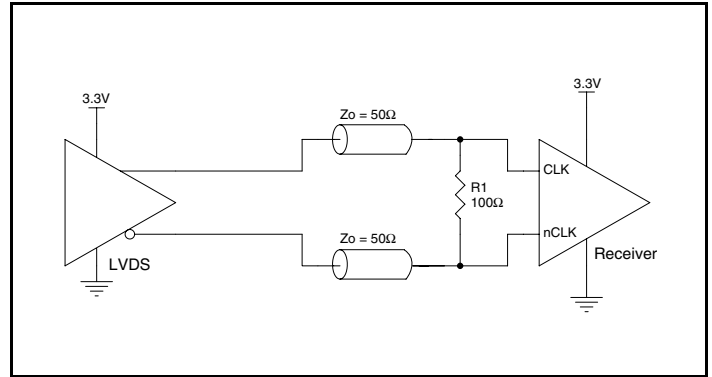 3.3V
3.3V
Zo = 50Ω
CLK
R1
100Ω
nCLK
Zo = 50Ω
LVDS
Receiver